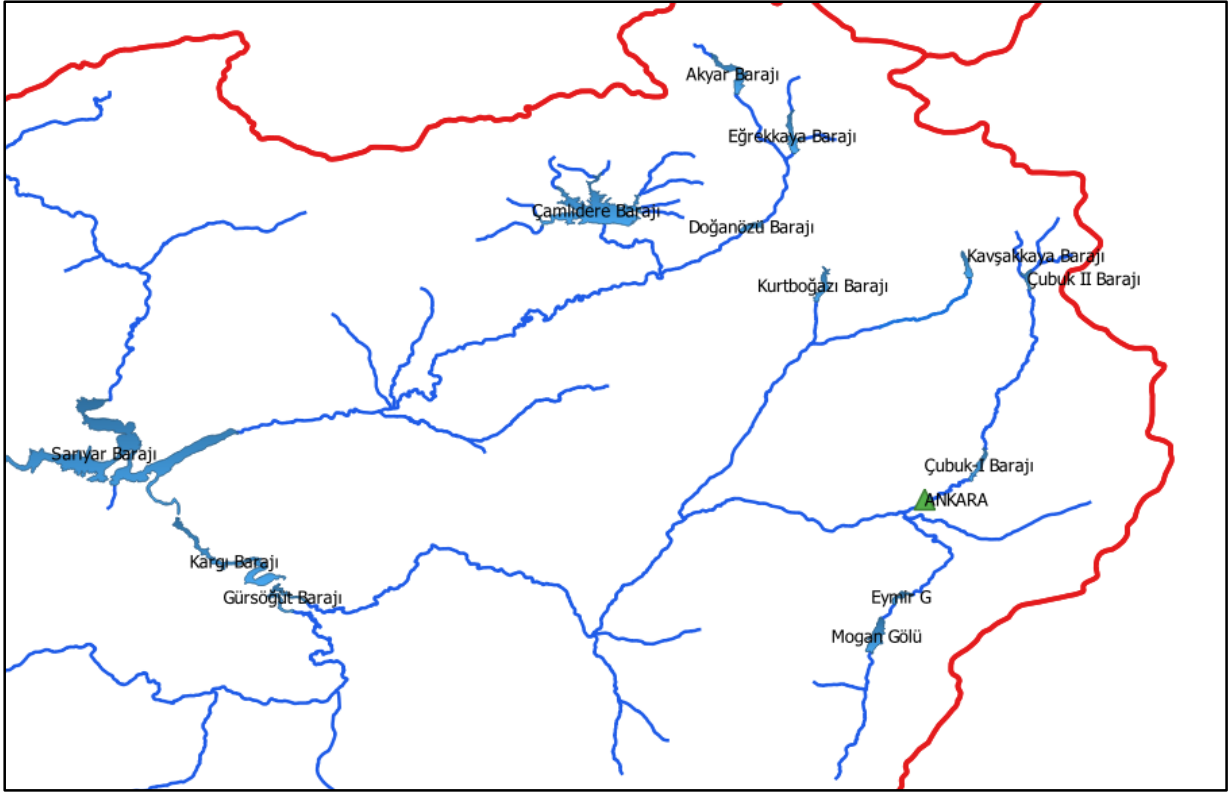 Akyar Barajı
Eğrekkaya Barajı
Çamlıdere Barajı
Doğanözü Barajı
Kavşakkaya Barajı
Çubuk II Barajı
Kurtboğazı Barajı
Sarıyar Barajı
Çubuk-I Barajı
ANKARA
Kargı Barajı
Gürsöğüt Barajı
Eymir G
Mogan Gölü